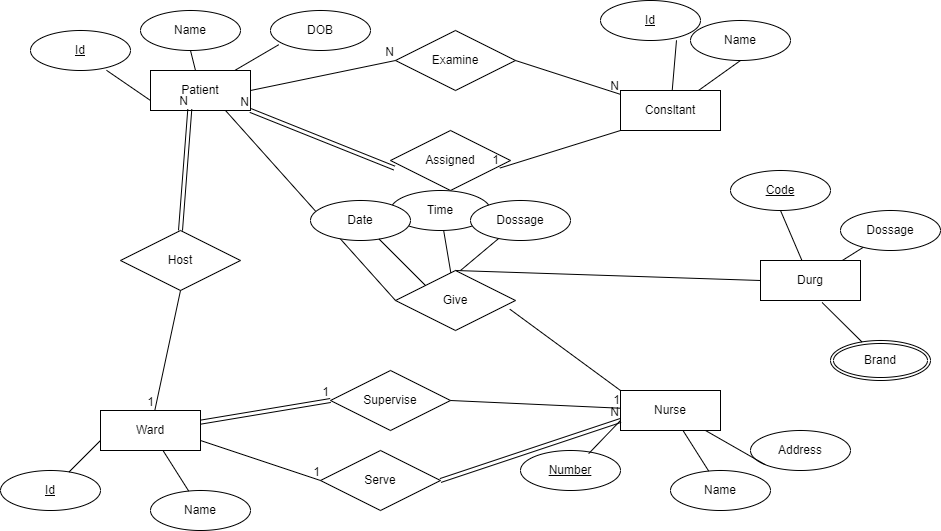 Id
Name
DOB
Id
Name
N
Examine
N
Patient
N
N
Consltant
Assigned
1
Code
Date
Time
Dossage
Dossage
Host
Give
Durg
Brand
1
Supervise
1
1
N
Ward
Nurse
1
Serve
Number
Address
Id
Name
Name